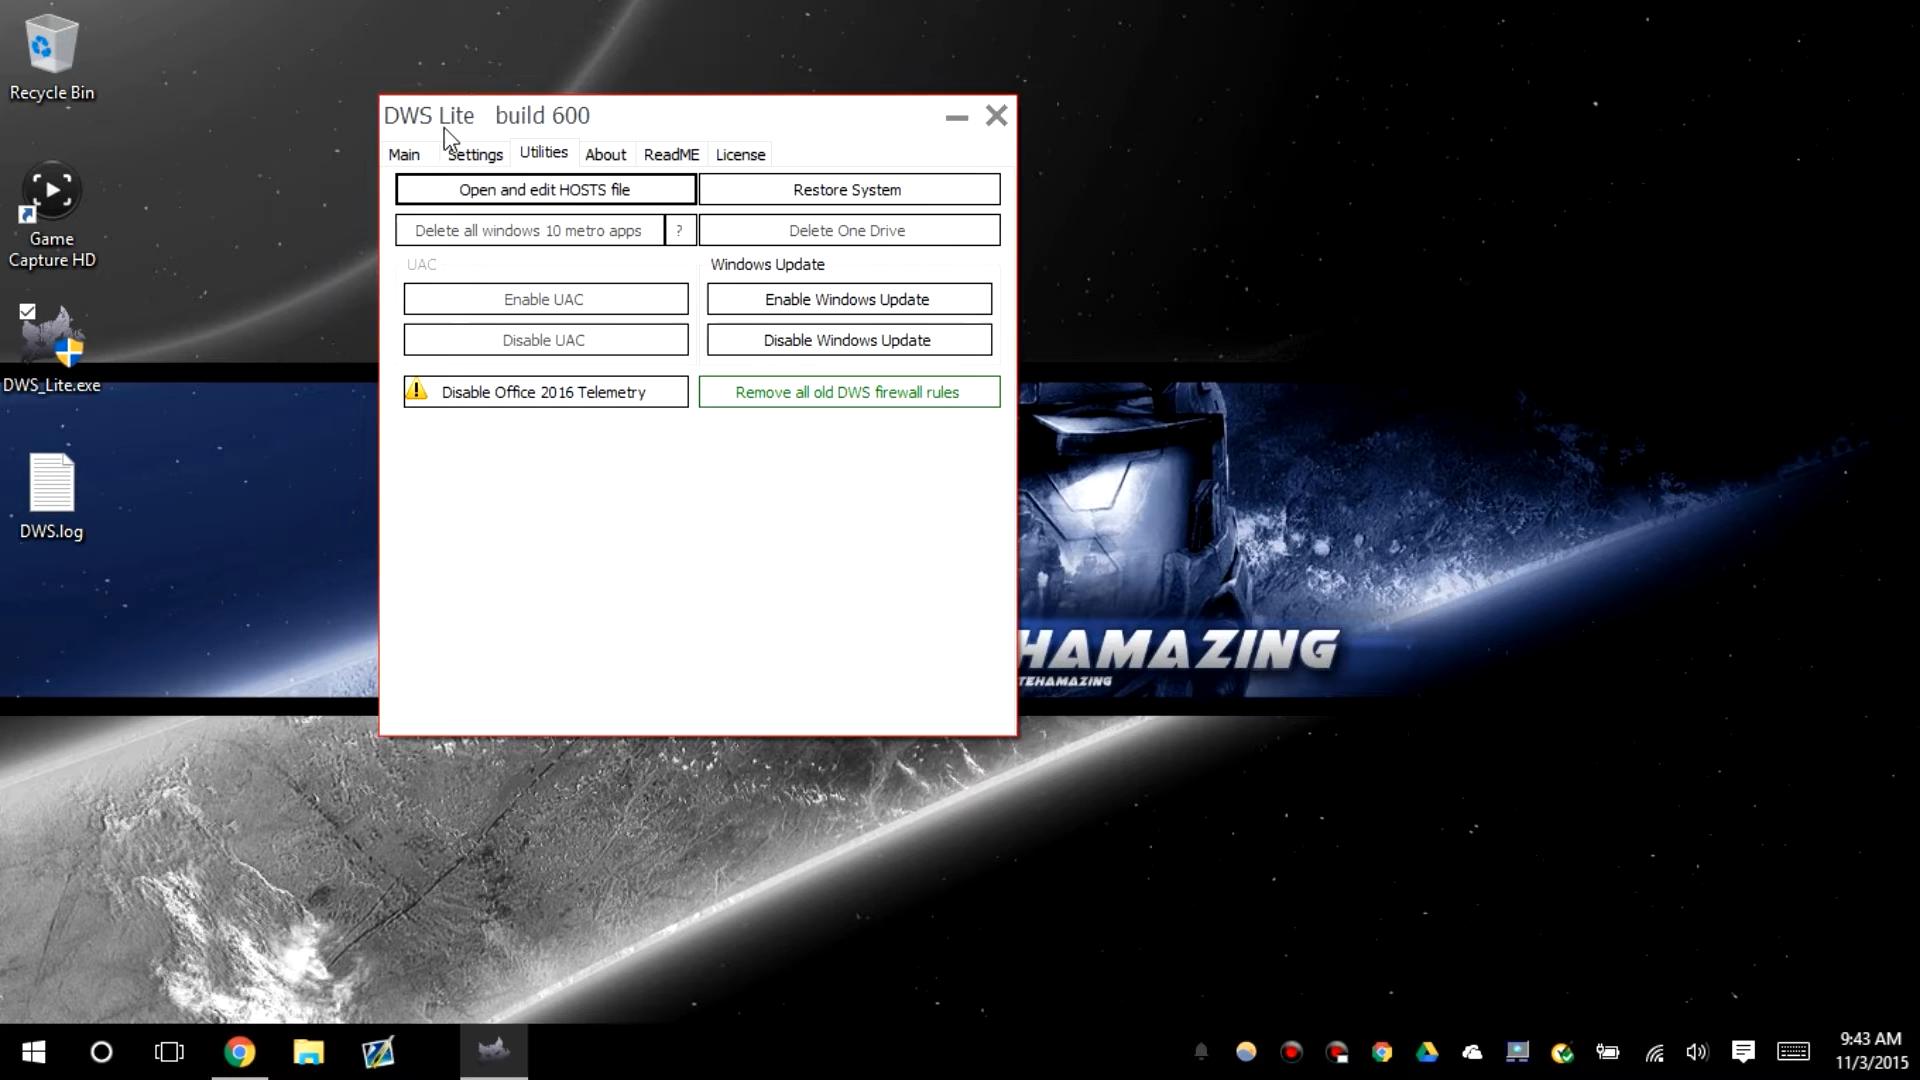 Recycle Bin
Game
Capture HD
DWS_Lite.exe
DWS.log
DWS Lite build 600
Main Settings Utilities About ReadME License
Open and edit HOSTS file
Restore System
Delete all windows 10 metro apps
?
Delete One Drive
UAC
Windows Update
Enable UAC
Enable Windows Update
Disable UAC
Disable Windows Update
Disable Office 2016 Telemetry
Remove all old DWS firewall rules
HAMAZING
TEHAMAZING
9:43 AM
11/3/2015